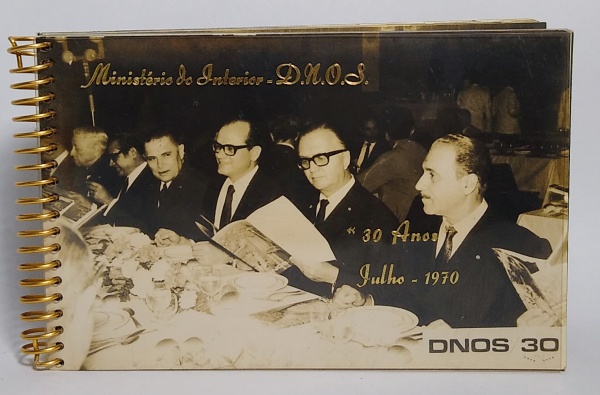 Ministério do Interior - D.N.O.S.
" 30 Anos
Julho - 1970
DNOS 30